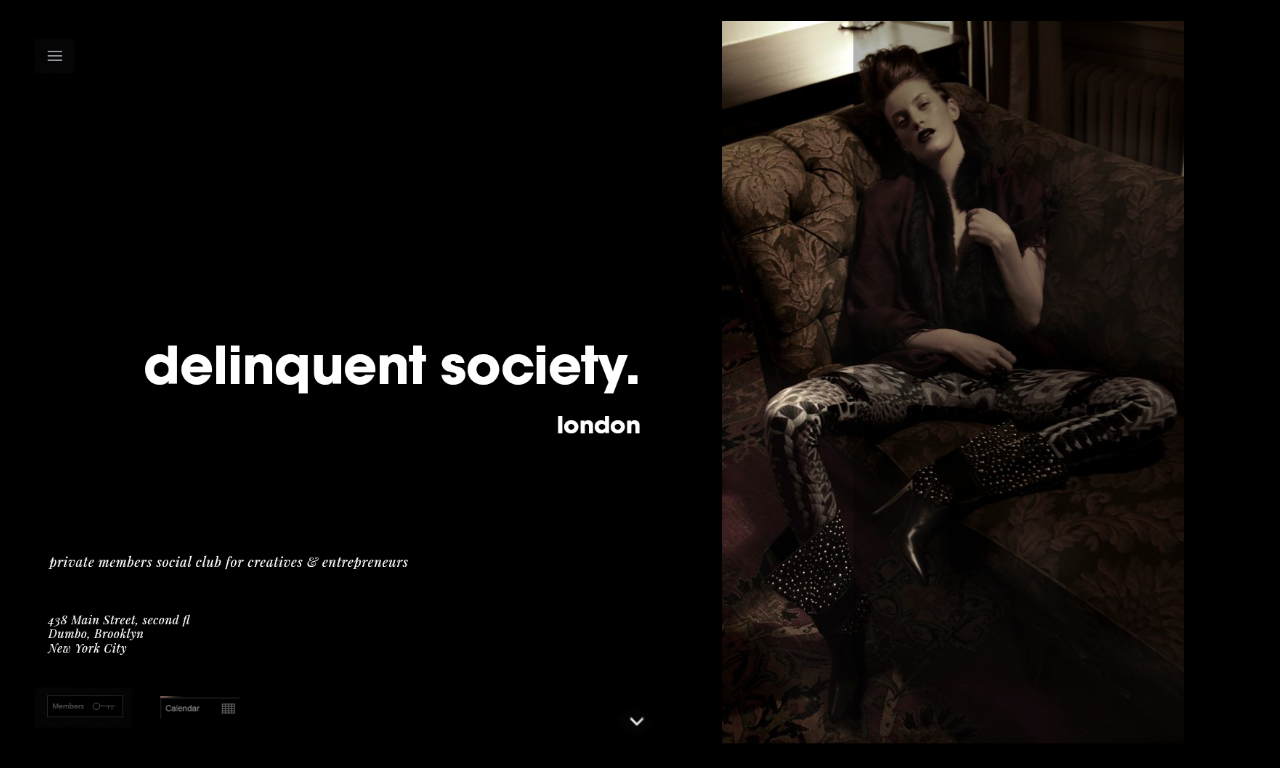 delinquent society.
london
private members social club for creatives & entrepreneurs
438 Main Street, second fl
Dumbo, Brooklyn
New York City
Members
Calendar